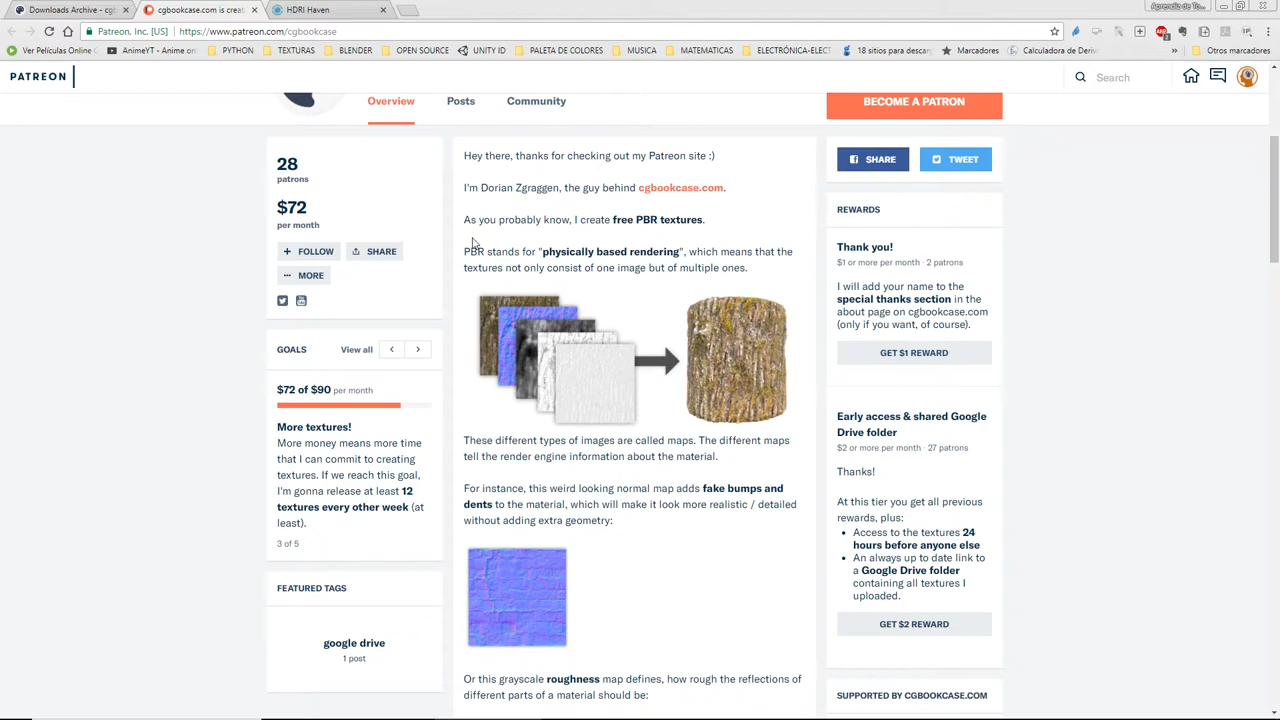 Downloads Archive - cg
cgbookcase.com is creat
HDRI Haven
Patreon, Inc. [US]
https://www.patreon.com/cgbookcase
Ver Películas Online
AnimeYT - Anime on
PYTHON
TEXTURAS
BLENDER
OPEN SOURCE
UNITY ID
PALETA DE COLORES
MUSICA
MATEMATICAS
ELECTRÓNICA-ELECT
18 sitios para desc
Marcadores
Calculadora de Deri
»
Otros marcadores
PATREON
Search
Overview
Posts
Community
BECOME A PATRON
28
patrons
$72
per month
FOLLOW
SHARE
MORE
GOALS
View all
$72 of $90 per month
More textures!
More money means more time
that I can commit to creating
textures. If we reach this goal,
I'm gonna release at least 12
textures every other week (at
least).
3 of 5
FEATURED TAGS
google drive
1 post
Hey there, thanks for checking out my Patreon site :)
I'm Dorian Zgraggen, the guy behind cgbookcase.com.
As you probably know, I create free PBR textures.
PBR stands for "physically based rendering", which means that the
textures not only consist of one image but of multiple ones.
These different types of images are called maps. The different maps
tell the render engine information about the material.
For instance, this weird looking normal map adds fake bumps and
dents to the material, which will make it look more realistic / detailed
without adding extra geometry:
Or this grayscale roughness map defines, how rough the reflections of
different parts of a material should be:
SHARE
TWEET
REWARDS
Thank you!
$1 or more per month · 2 patrons
I will add your name to the
special thanks section in the
about page on cgbookcase.com
(only if you want, of course).
GET $1 REWARD
Early access & shared Google
Drive folder
$2 or more per month · 27 patrons
Thanks!
At this tier you get all previous
rewards, plus:
• Access to the textures 24
hours before anyone else
• An always up to date link to
a Google Drive folder
containing all textures I
uploaded.
GET $2 REWARD
SUPPORTED BY CGBOOKCASE.COM